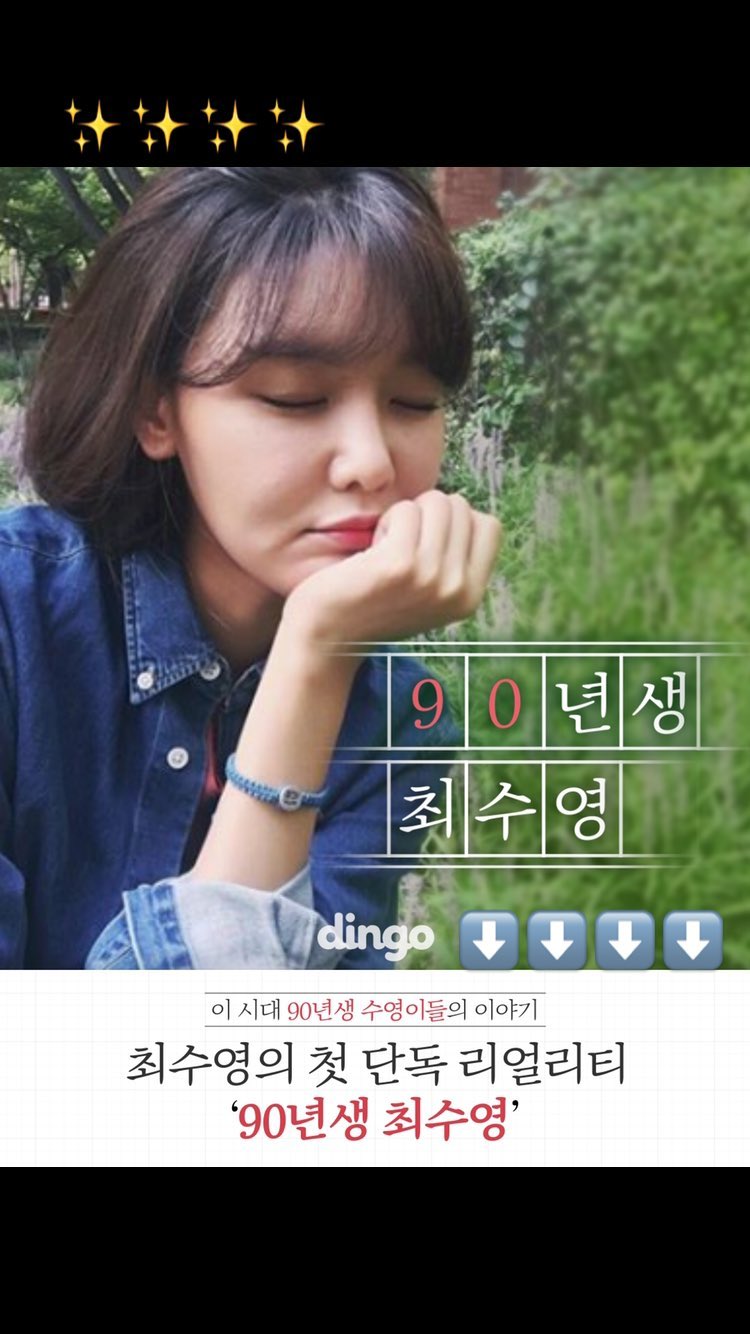 90년생
최수영
dingo
이 시대 90년생 수영이들의 이야기
최수영의 첫 단독 리얼리티
‘90년생 최수영’